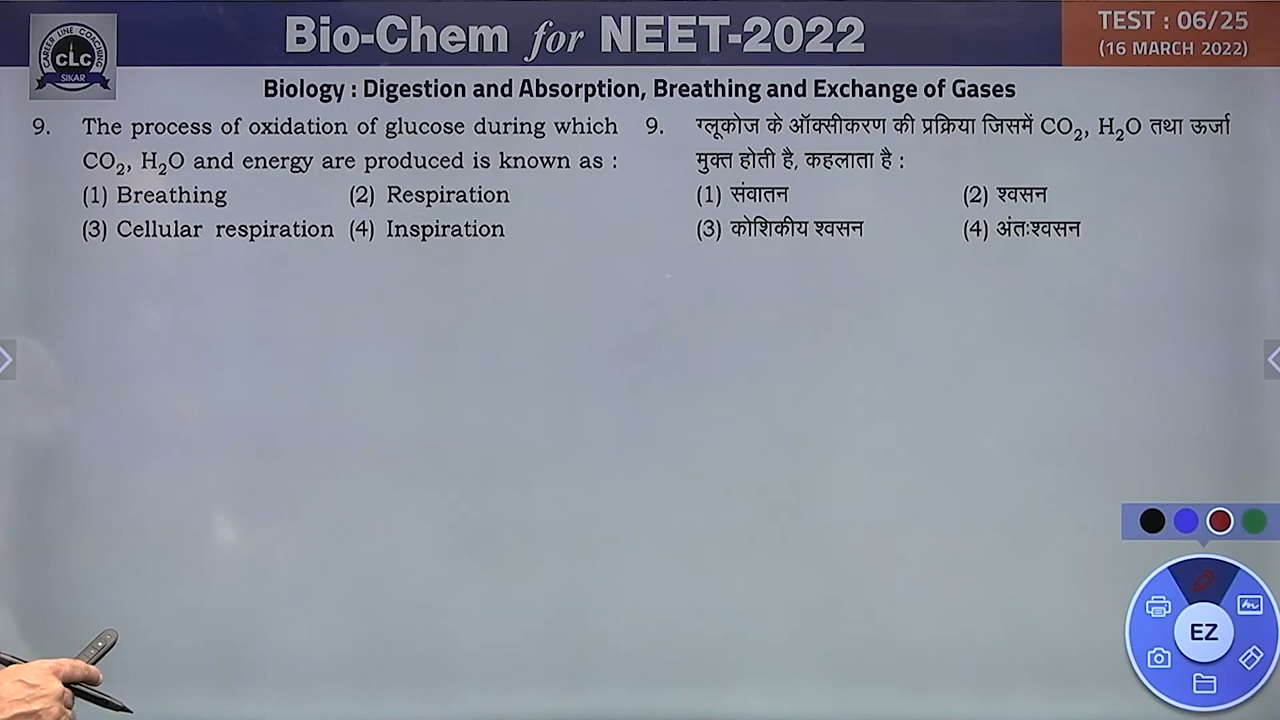 CAREER LINE COACHING
CLC
SIKAR
Bio-Chem for NEET-2022
TEST : 06/25
(16 MARCH 2022)
Biology : Digestion and Absorption, Breathing and Exchange of Gases
9. The process of oxidation of glucose during which
CO₂, H₂O and energy are produced is known as :
(1) Breathing (2) Respiration
(3) Cellular respiration (4) Inspiration
9. ग्लूकोज के ऑक्सीकरण की प्रक्रिया जिसमें CO₂, H₂O तथा ऊर्जा
मुक्त होती है, कहलाता है :
(1) संवातन (2) श्वसन
(3) कोशिकीय श्वसन (4) अंतःश्वसन
EZ